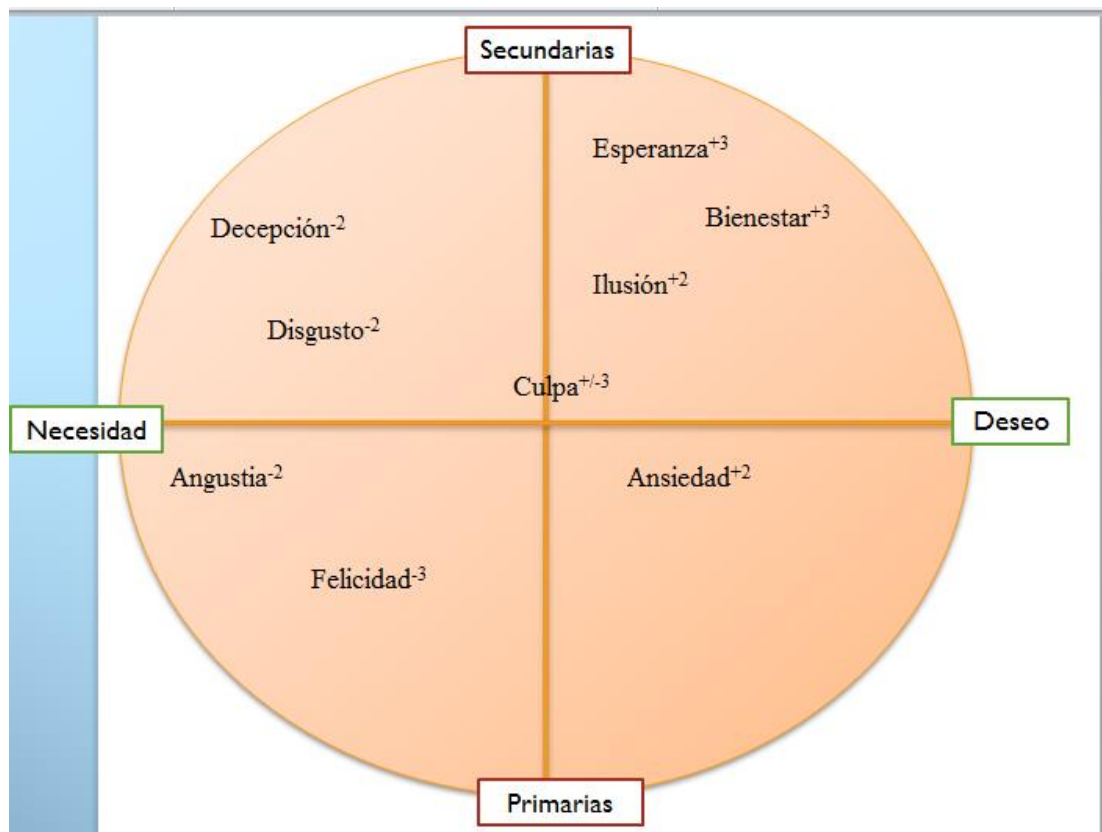 Secundarias
Esperanza+3
Bienestar+3
Decepción-2
Ilusión+2
Disgusto-2
Culpa+/-3
Necesidad
Deseo
Angustia-2
Ansiedad+2
Felicidad-3
Primarias